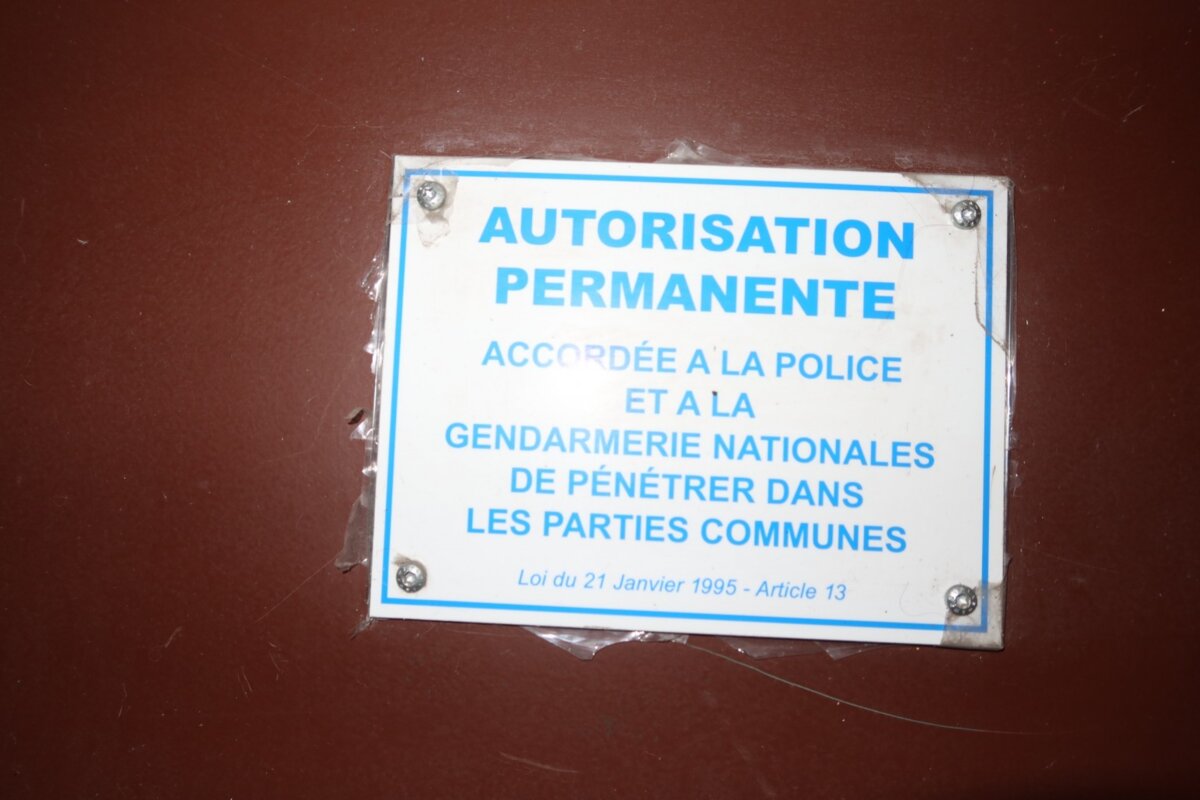 AUTORISATION
PERMANENTE
ACCORDÉE A LA POLICE
ET A LA
GENDARMERIE NATIONALES
DE PÉNÉTRER DANS
LES PARTIES COMMUNES
Loi du 21 Janvier 1995 - Article 13